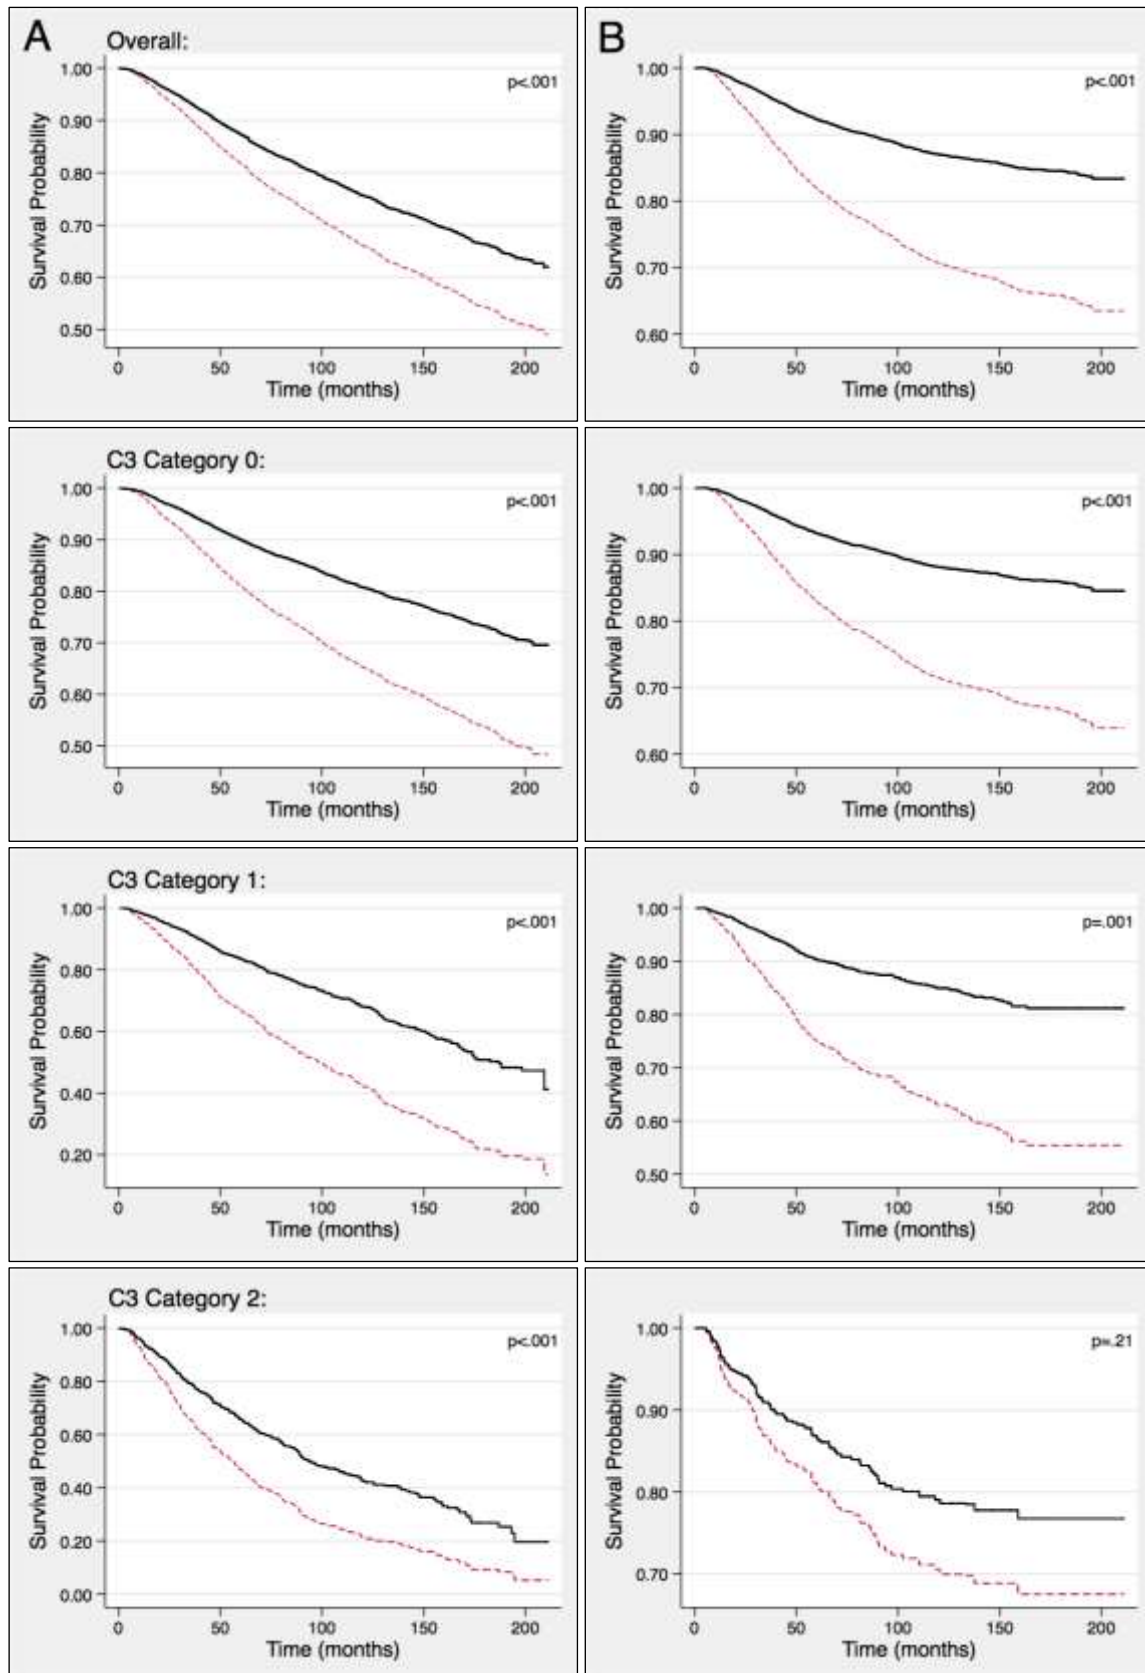 A
Overall:
p<.001
Survival Probability
1.00
0.90
0.80
0.70
0.60
0.50
0 50 100 150 200
Time (months)
B
p<.001
Survival Probability
1.00
0.90
0.80
0.70
0.60
0 50 100 150 200
Time (months)
C3 Category 0:
p<.001
Survival Probability
1.00
0.90
0.80
0.70
0.60
0.50
0 50 100 150 200
Time (months)
p<.001
Survival Probability
1.00
0.90
0.80
0.70
0.60
0 50 100 150 200
Time (months)
C3 Category 1:
p<.001
Survival Probability
1.00
0.80
0.60
0.40
0.20
0 50 100 150 200
Time (months)
p=.001
Survival Probability
1.00
0.90
0.80
0.70
0.60
0.50
0 50 100 150 200
Time (months)
C3 Category 2:
p<.001
Survival Probability
1.00
0.80
0.60
0.40
0.20
0.00
0 50 100 150 200
Time (months)
p=.21
Survival Probability
1.00
0.90
0.80
0.70
0 50 100 150 200
Time (months)